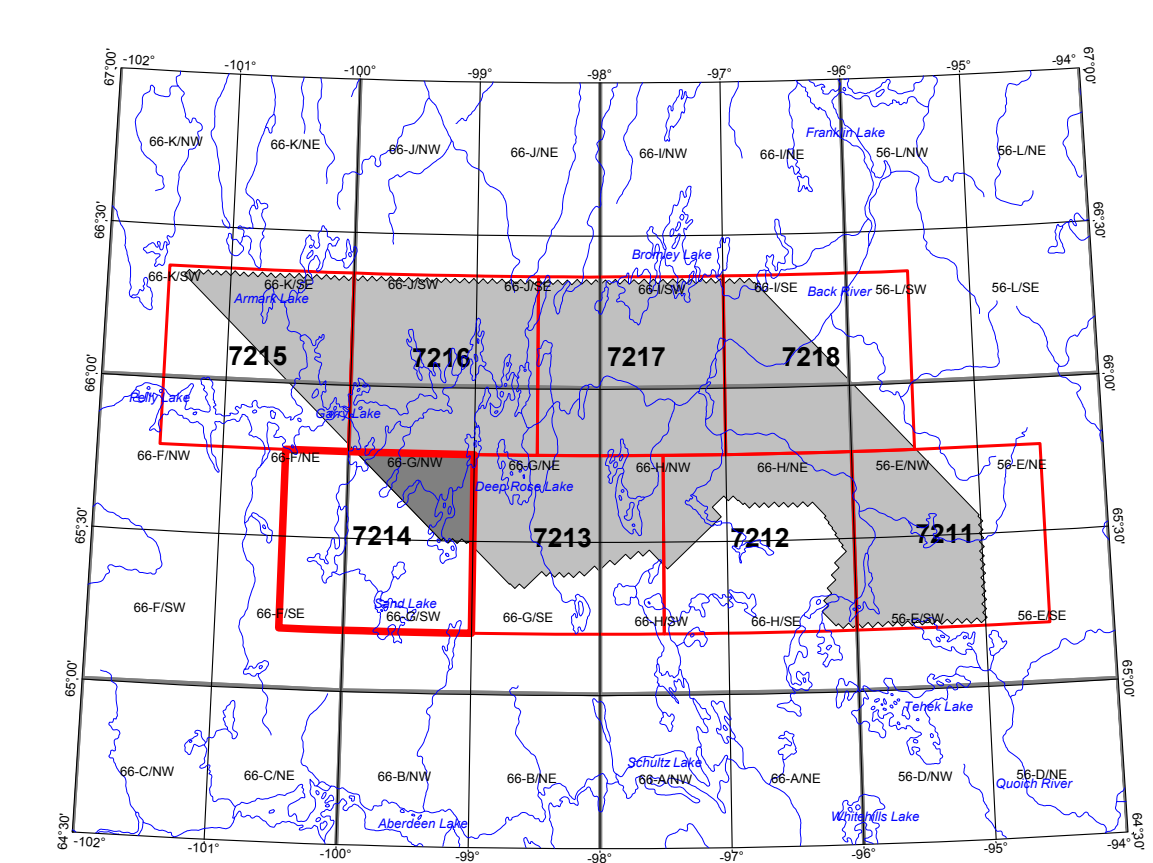 -102° -101° -100° -99° -98° -97° -96° -95° -94°
67°00' 67°00'
Franklin Lake
66-K/NW 66-K/NE 66-J/NW 66-J/NE 66-I/NW 66-I/NE 56-L/NW 56-L/NE
66°30' 66°30'
Bromley Lake
66-K/SW 66-K/SE 66-J/SW 66-J/SE 66-I/SW 66-I/SE 56-L/SW 56-L/SE
Armark Lake Back River
7215 7216 7217 7218
66°00' 66°00'
Pelly Lake Garry Lake
66-F/NW 66-F/NE 66-G/NW 66-G/NE 66-H/NW 66-H/NE 56-E/NW 56-E/NE
Deep Rose Lake
65°30' 65°30'
7214 7213 7212 7211
Sand Lake
66-F/SW 66-F/SE 66-G/SW 66-G/SE 66-H/SW 66-H/SE 56-E/SW 56-E/SE
65°00' 65°00'
Tehek Lake
Schultz Lake
66-C/NW 66-C/NE 66-B/NW 66-B/NE 66-A/NW 66-A/NE 56-D/NW 56-D/NE
Quoich River
Aberdeen Lake Whitehills Lake
64°30' 64°30'
-102° -101° -100° -99° -98° -97° -96° -95° -94°